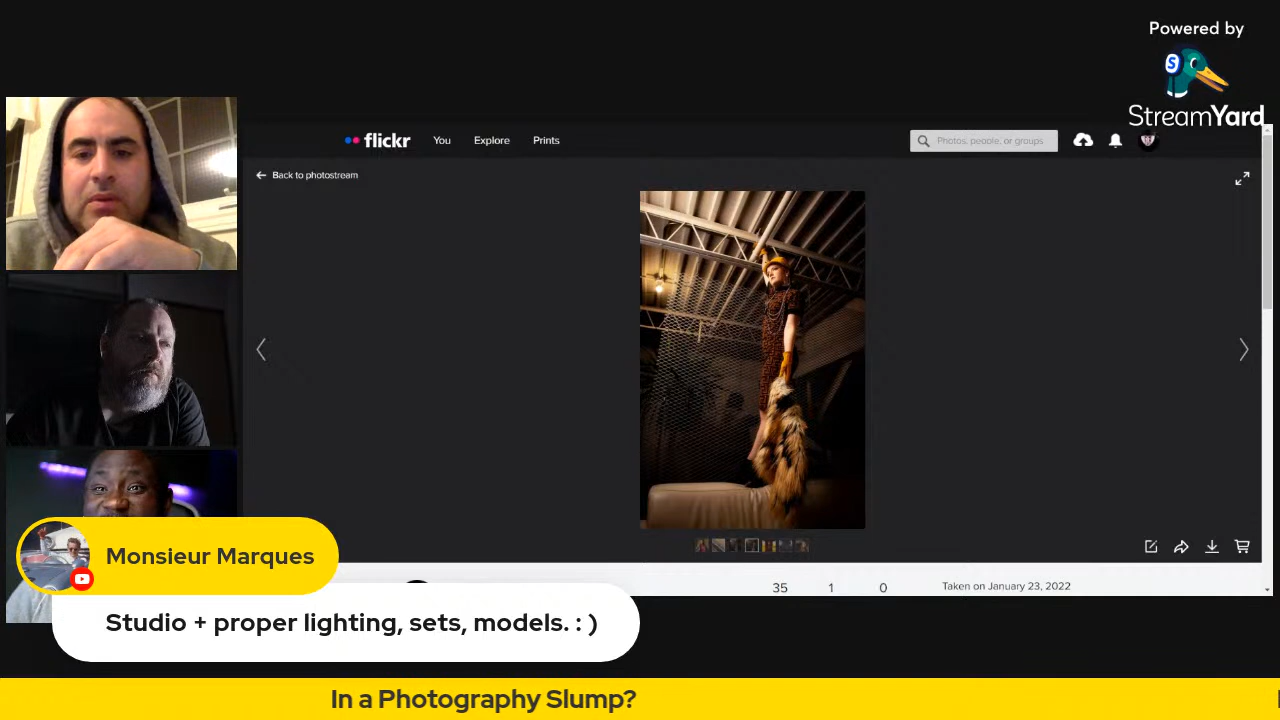 Powered by
StreamYard
flickr You Explore Prints
Photos, people, or groups
Back to photostream
Monsieur Marques
Studio + proper lighting, sets, models. : )
35 1 0 Taken on January 23, 2022
In a Photography Slump?